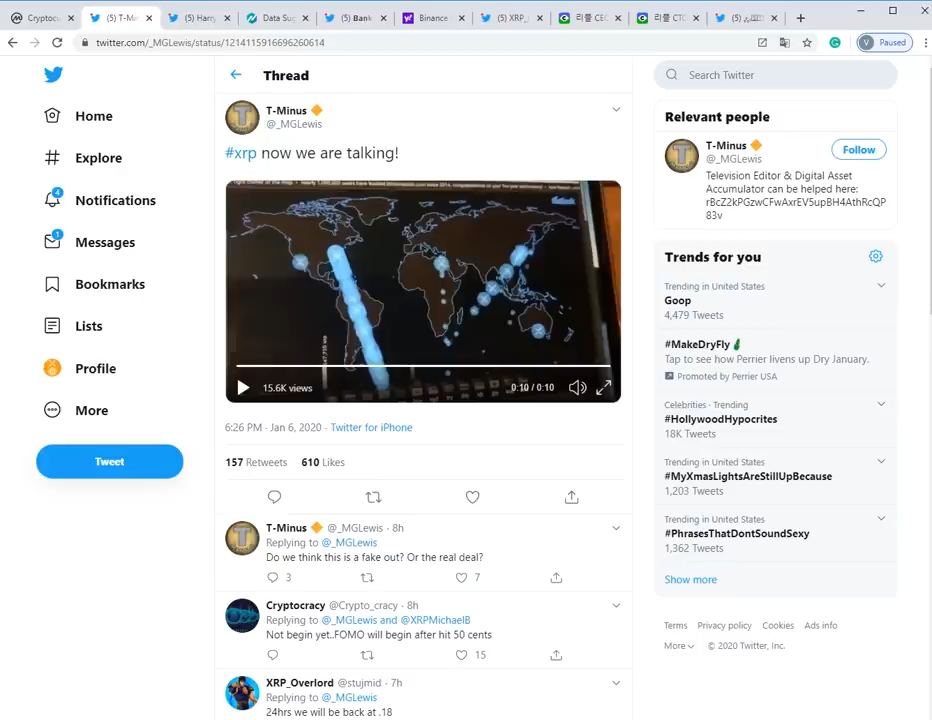 Cryptocu
(5) T-Min
(5) Harr
Data Sug
(5) Bank
Binance
(5) XRP_
리플 CEO
리플 CTO
twitter.com/_MGLewis/status/1214115916696260614
V Paused
Home
Explore
4
Notifications
1
Messages
Bookmarks
Lists
Profile
More
Tweet
Thread
T-Minus
@_MGLewis
#xrp now we are talking!
15.6K views
0:10 / 0:10
6:26 PM · Jan 6, 2020 · Twitter for iPhone
157 Retweets 610 Likes
T-Minus @_MGLewis · 8h
Replying to @_MGLewis
Do we think this is a fake out? Or the real deal?
3 7
Cryptocracy @Crypto_cracy · 8h
Replying to @_MGLewis and @XRPMichaelB
Not begin yet..FOMO will begin after hit 50 cents
15
XRP_Overlord @stujmid · 7h
Replying to @_MGLewis
24hrs we will be back at .18
Search Twitter
Relevant people
T-Minus
@_MGLewis
Follow
Television Editor & Digital Asset
Accumulator can be helped here:
rBcZ2kPGzwCFwAxrEV5upBH4AthRcQP
83v
Trends for you
Trending in United States
Goop
4,479 Tweets
#MakeDryFly
Tap to see how Perrier livens up Dry January.
Promoted by Perrier USA
Celebrities · Trending
#HollywoodHypocrites
18K Tweets
Trending in United States
#MyXmasLightsAreStillUpBecause
1,203 Tweets
Trending in United States
#PhrasesThatDontSoundSexy
1,362 Tweets
Show more
Terms Privacy policy Cookies Ads info
More © 2020 Twitter, Inc.